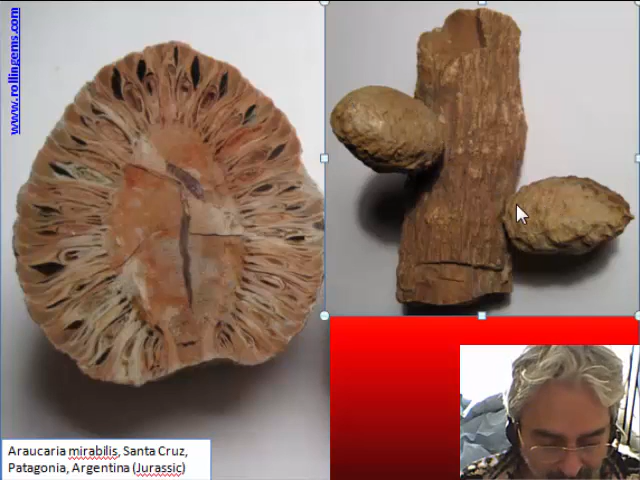 www.rollingems.com
Araucaria mirabilis, Santa Cruz,
Patagonia, Argentina (Jurassic)